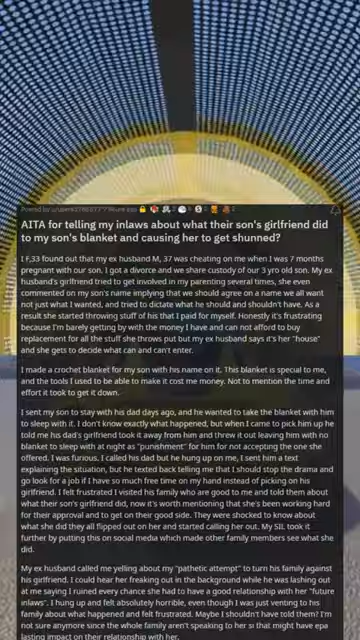 AITA for telling my inlaws about what their son's girlfriend did
to my son's blanket and causing her to get shunned?
I F,33 found out that my ex husband M, 37 was cheating on me when I was 7 months
pregnant with our son. I got a divorce and we share custody of our 3 yro old son. My ex
husband's girlfriend tried to get involved in my parenting several times, she even
commented on my son's name implying that we should agree on a name we all want
not just what I wanted, and tried to dictate what he should and shouldn't have. As a
result she started throwing stuff of his that I paid for myself. Honestly it's frustrating
because I'm barely getting by with the money I have and can not afford to buy
replacement for all the stuff she throws put but my ex husband says it's her "house"
and she gets to decide what can and can't enter.
I made a crochet blanket for my son with his name on it. This blanket is special to me,
and the tools I used to be able to make it cost me money. Not to mention the time and
effort it took to get it down.
I sent my son to stay with his dad days ago, and he wanted to take the blanket with him
to sleep with it. I don't know exactly what happened, but when I came to pick him up he
told me his dad's girlfriend took it away from him and threw it out leaving him with no
blanket to sleep with at night as "punishment" for him for not accepting the one she
offered. I was furious. I called his dad but he hung up on me, I sent him a text
explaining the situation, but he texted back telling me that I should stop the drama and
go look for a job if I have so much free time on my hand instead of picking on his
girlfriend. I felt frustrated I visited his family who are good to me and told them about
what their son's girlfriend did, now it's worth mentioning that she's been working hard
for their approval and to get on their good side. They were shocked to know about
what she did they all flipped out on her and started calling her out. My SIL took it
further by putting this on social media which made other family members see what she
did.
My ex husband called me yelling about my "pathetic attempt" to turn his family against
his girlfriend. I could hear her freaking out in the background while he was lashing out
at me saying I ruined every chance she had to have a good relationship with her "future
inlaws". I hung up and felt absolutely horrible, even though I was just venting to his
family about what happened and felt frustrated. Maybe I shouldn't have told them? I'm
not sure anymore since the whole family aren't speaking to her si that might have epa
lasting impact on their relationship with her.